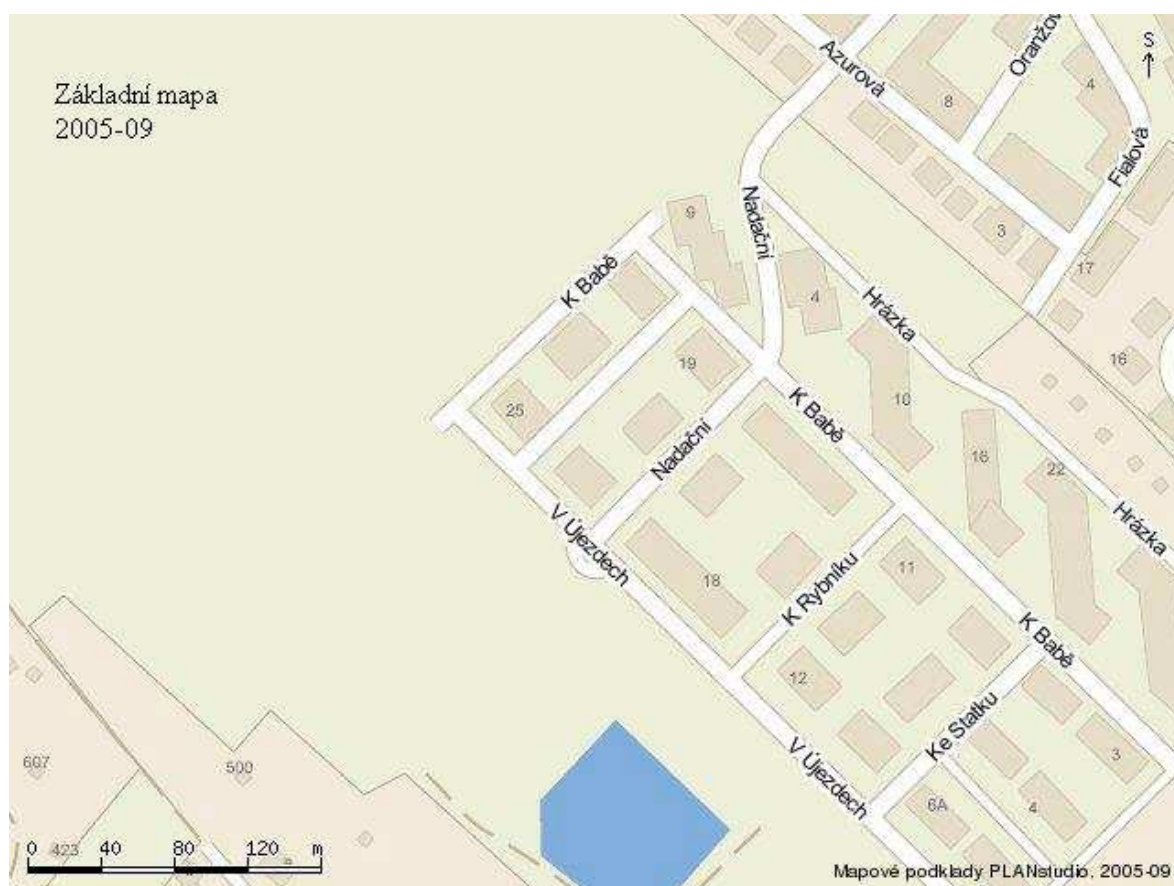 Základní mapa
2005-09
S
Azurová
Oranžov
8
4
Fialová
Nadační
9
3
17
K Babě
4
Hrázka
16
19
25
10
K Babě
Nadační
16
22
Hrázka
V Újezdech
18
11
K Rybníku
K Babě
12
Ke Statku
3
V Újezdech
607
500
6A
4
423
0 40 80 120 m
Mapové podklady PLANstudio, 2005-09